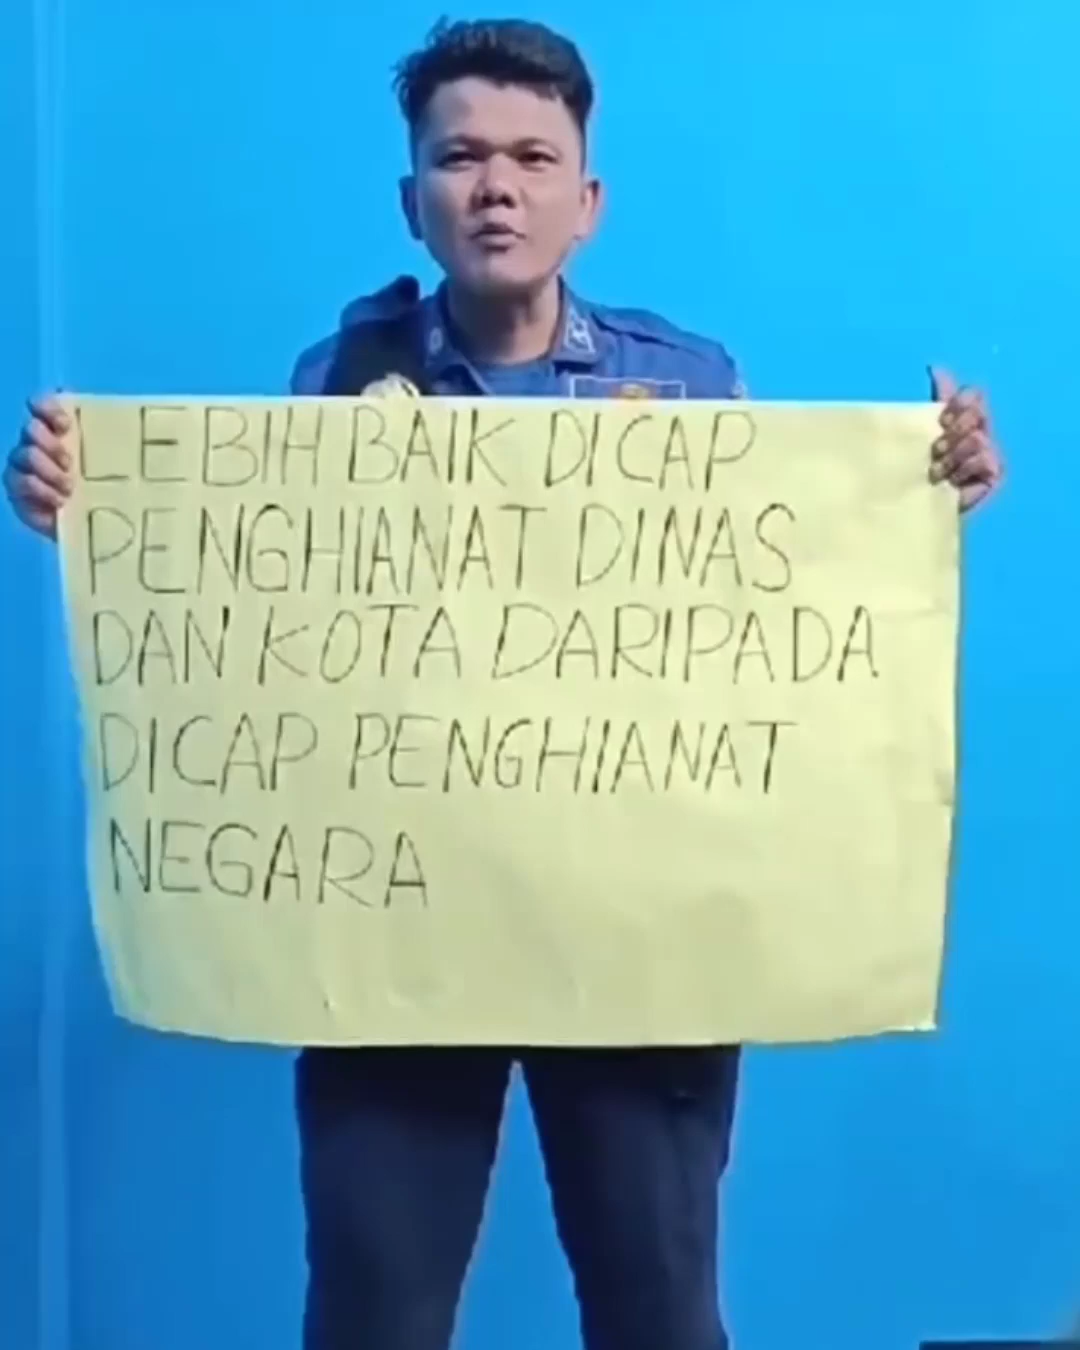 LEBIH BAIK DICAP
PENGHIANAT DINAS
DAN KOTA DARIPADA
DICAP PENGHIANAT
NEGARA